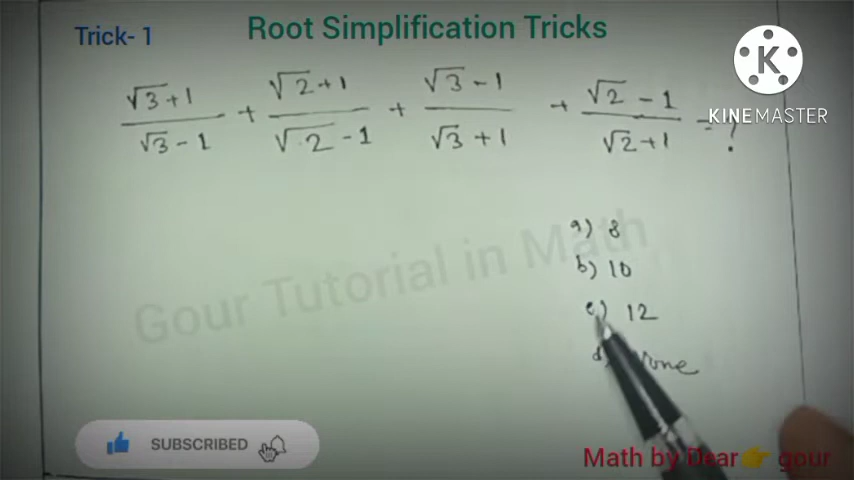 Trick- 1
Root Simplification Tricks
K
KINEMASTER
√3+1/√3-1 + √2+1/√2-1 + √3-1/√3+1 + √2-1/√2+1 = ?
a) 8
b) 10
c) 12
d) None
Gour Tutorial in Math
SUBSCRIBED
Math by Dear👉 gour